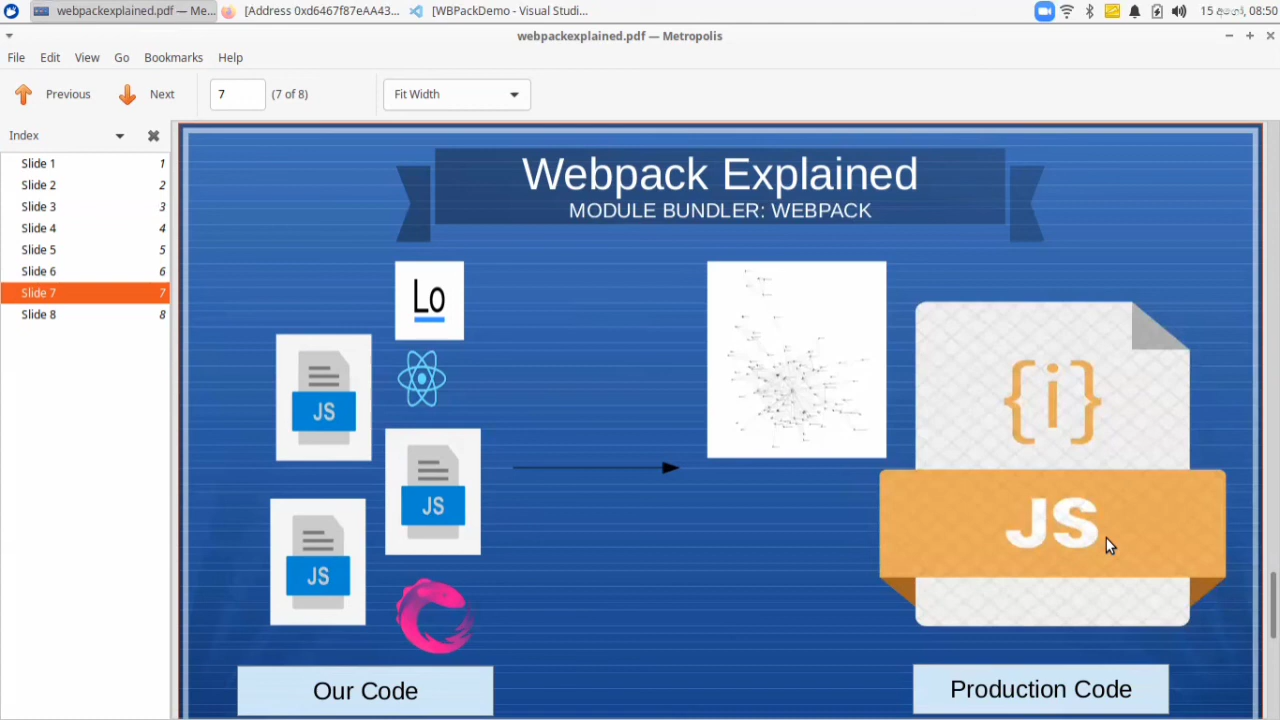 webpackexplained.pdf — Me...
[Address 0xd6467f87eAA43...
[WBPackDemo - Visual Studi...
15 අගෝ, 08:50
webpackexplained.pdf — Metropolis
File Edit View Go Bookmarks Help
Previous Next 7 (7 of 8) Fit Width
Index
Slide 1 1
Slide 2 2
Slide 3 3
Slide 4 4
Slide 5 5
Slide 6 6
Slide 7 7
Slide 8 8
Webpack Explained
MODULE BUNDLER: WEBPACK
Lo
JS
JS
JS
{i}
JS
Our Code
Production Code